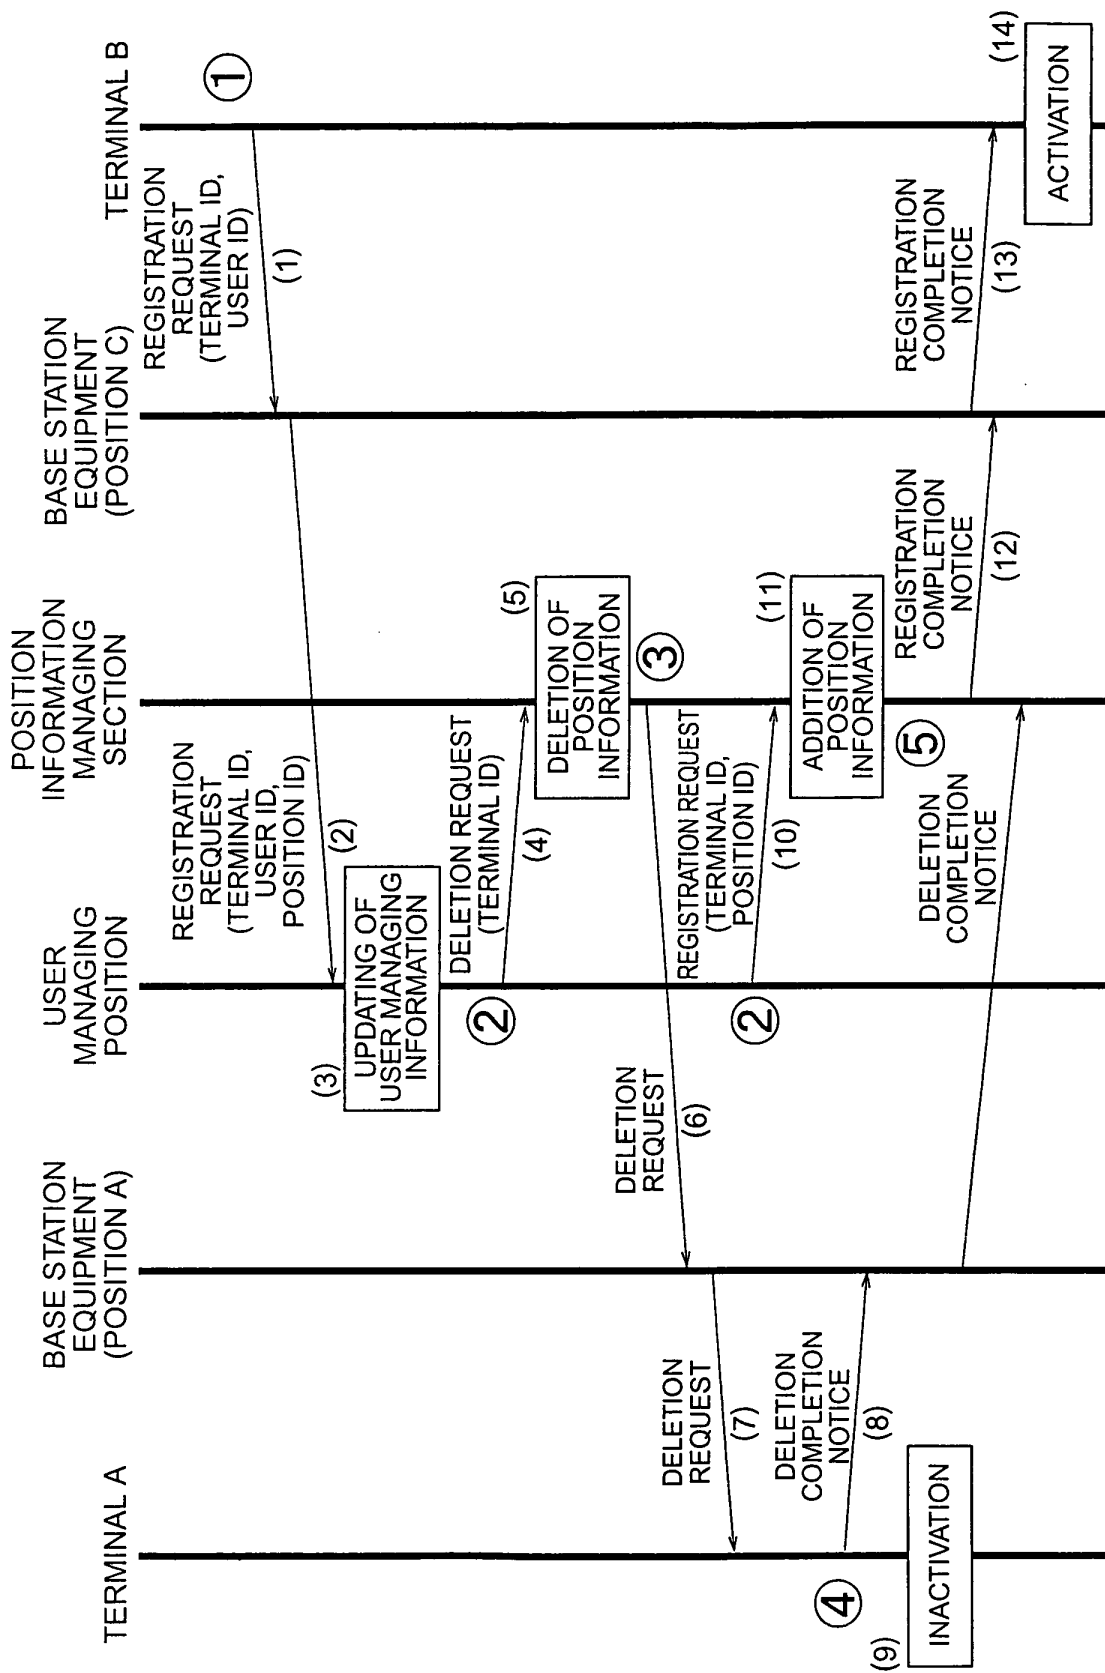 TERMINAL A
BASE STATION
EQUIPMENT
(POSITION A)
USER
MANAGING
POSITION
POSITION
INFORMATION
MANAGING
SECTION
BASE STATION
EQUIPMENT
(POSITION C)
TERMINAL B
①
REGISTRATION
REQUEST
(TERMINAL ID,
USER ID)
(1)
REGISTRATION
REQUEST
(TERMINAL ID,
USER ID,
POSITION ID)
(2)
(3)
UPDATING OF
USER MANAGING
INFORMATION
②
DELETION REQUEST
(TERMINAL ID)
(4)
(5)
DELETION OF
POSITION
INFORMATION
③
DELETION
REQUEST
(6)
DELETION
REQUEST
(7)
REGISTRATION REQUEST
(TERMINAL ID,
POSITION ID)
(10)
②
(11)
ADDITION OF
POSITION
INFORMATION
④
DELETION
COMPLETION
NOTICE
(8)
(9)
INACTIVATION
⑤
DELETION
COMPLETION
NOTICE
REGISTRATION
COMPLETION
NOTICE
(12)
REGISTRATION
COMPLETION
NOTICE
(13)
(14)
ACTIVATION